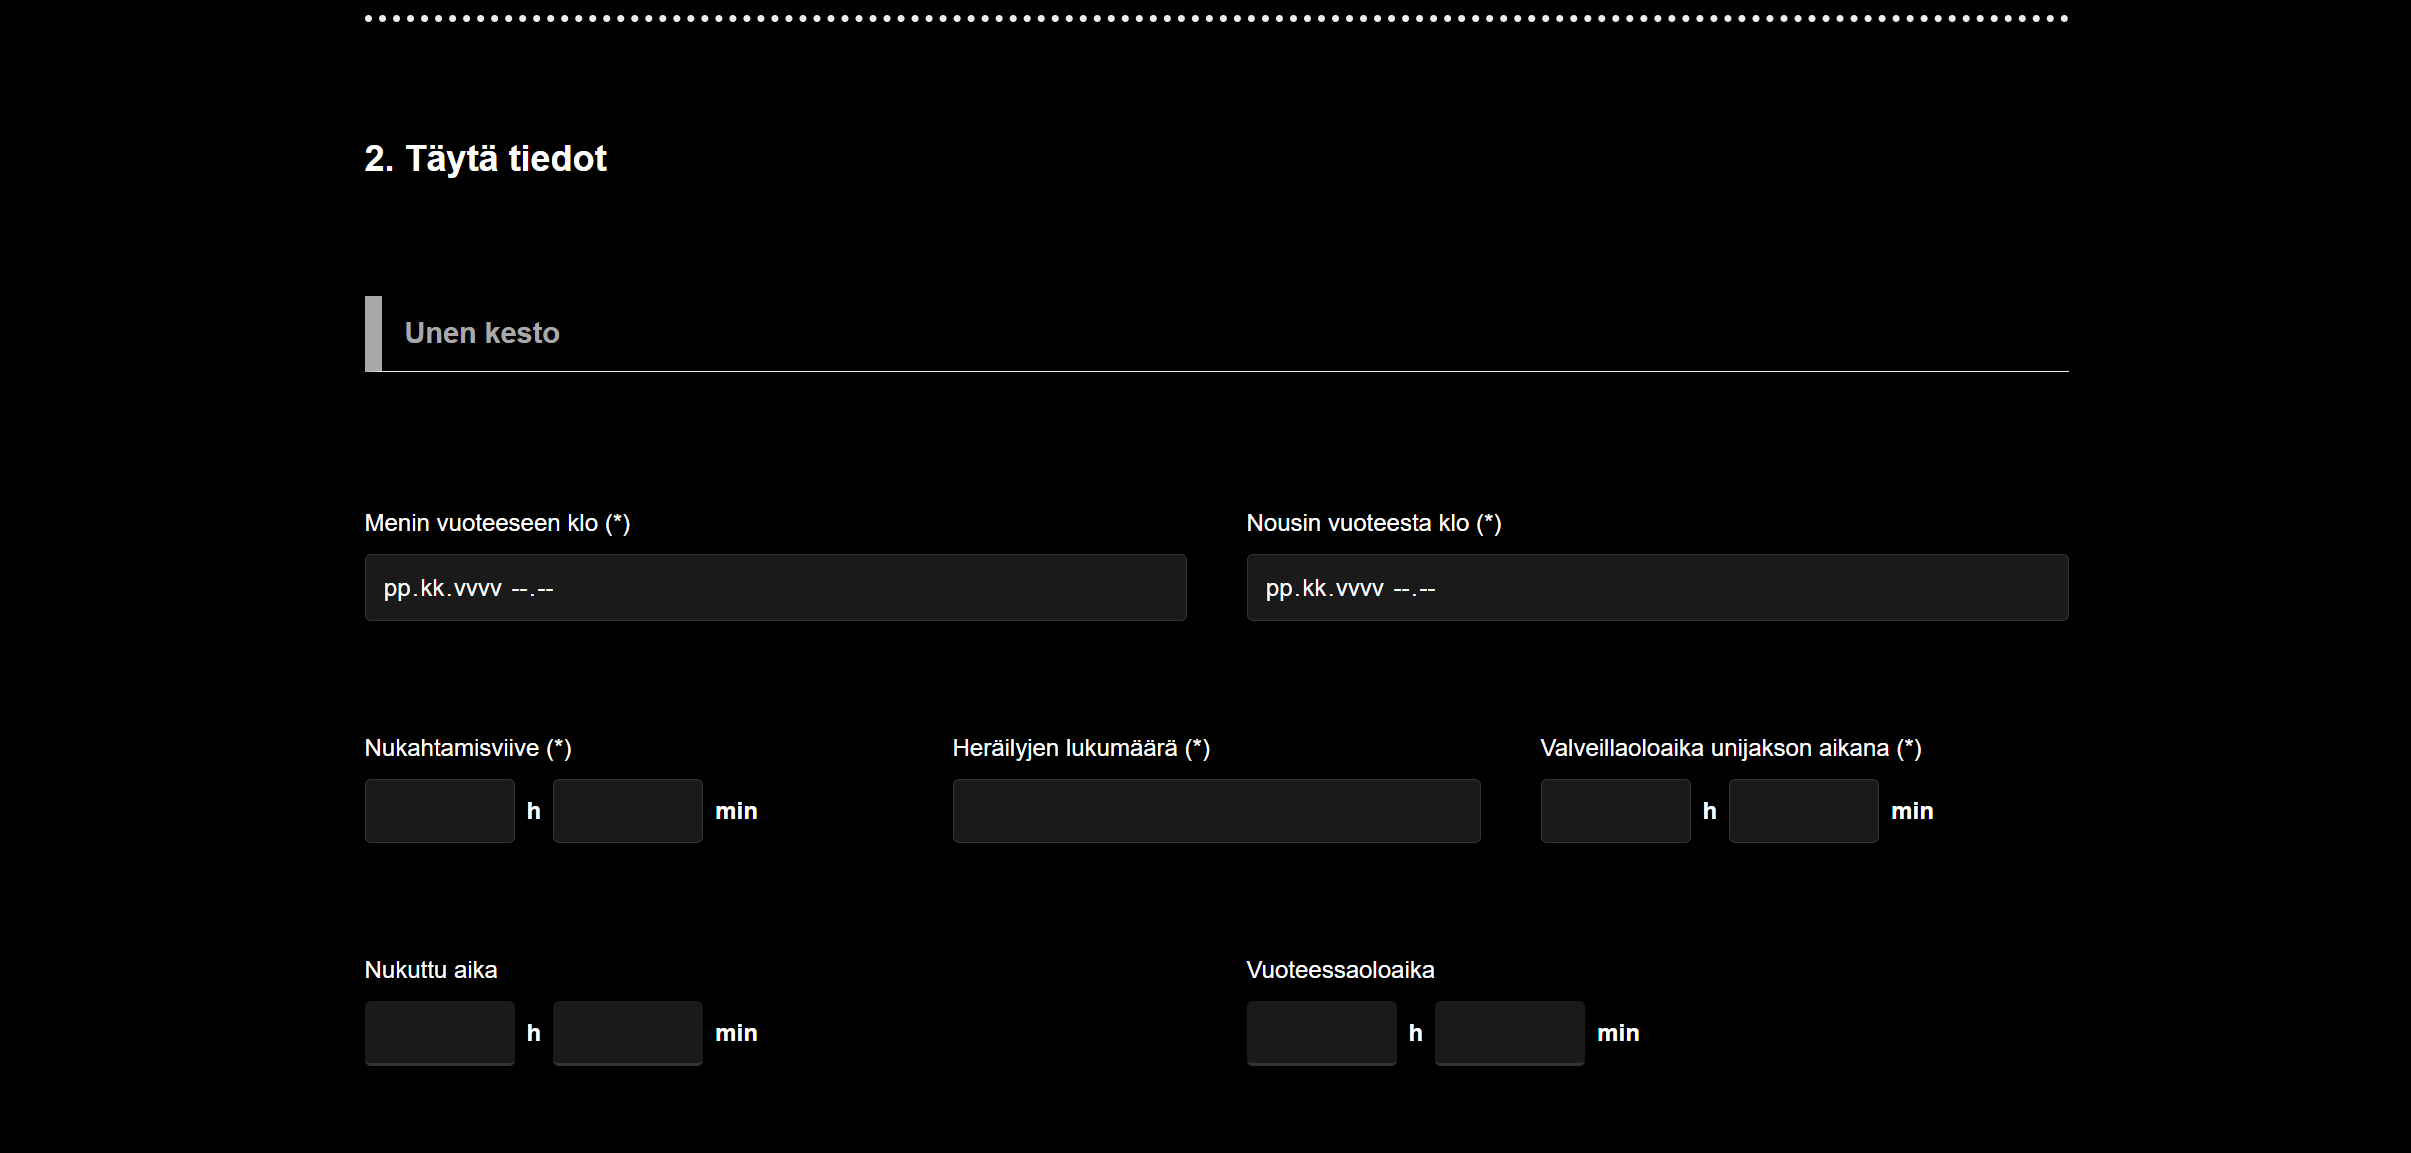 2. Täytä tiedot
Unen kesto
Menin vuoteeseen klo (*)
Nousin vuoteesta klo (*)
pp.kk.vvvv --.--
pp.kk.vvvv --.--
Nukahtamisviive (*)
Heräilyjen lukumäärä (*)
Valveillaoloaika unijakson aikana (*)
h min
h min
Nukuttu aika
Vuoteessaoloaika
h min
h min